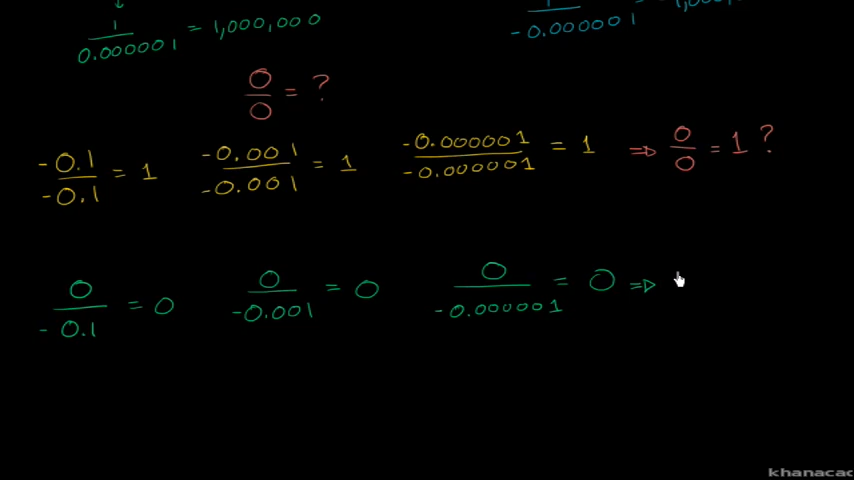 1/0.000001 = 1,000,000
1/-0.000001
0/0 = ?
-0.1/-0.1 = 1   -0.001/-0.001 = 1   -0.000001/-0.000001 = 1 ⇒ 0/0 = 1?
0/-0.1 = 0   0/-0.001 = 0   0/-0.000001 = 0 ⇒
khanacac